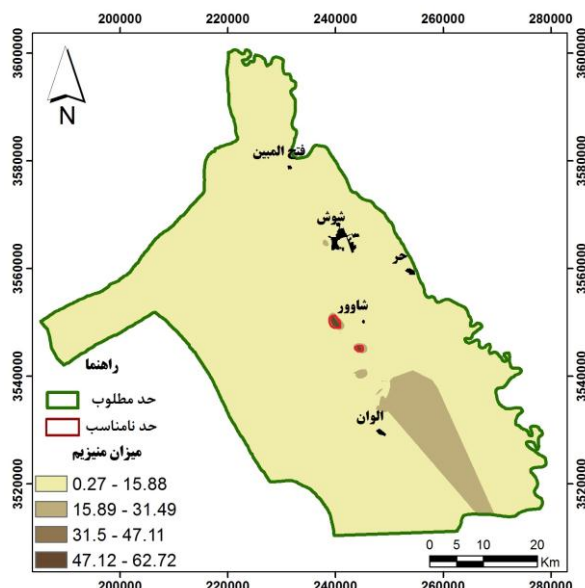 200000 220000 240000 260000 280000
3600000 3600000
N
فتح المبین
3580000 3580000
شوش
حر
3560000 3560000
شاوور
راهنما
3540000 3540000
حد مطلوب
الوان
حد نامناسب
میزان منیزیم
0.27 - 15.88
3520000 3520000
15.89 - 31.49
31.5 - 47.11
47.12 - 62.72
0 5 10 20
Km
200000 220000 240000 260000 280000